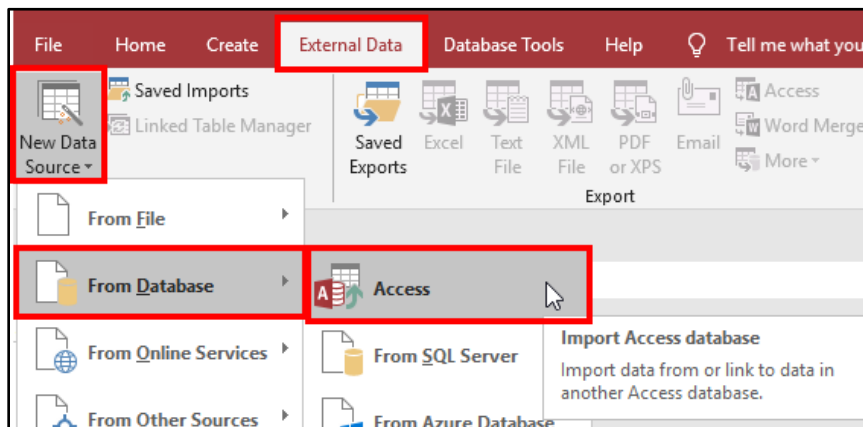 File Home Create External Data Database Tools Help Tell me what you
New Data
Source
Saved Imports
Linked Table Manager
Saved
Exports
Excel
Text
File
XML
File
PDF
or XPS
Email
Access
Word Merge
More
Export
From File
From Database
From Online Services
From Other Sources
Access
From SQL Server
From Azure Database
Import Access database
Import data from or link to data in
another Access database.